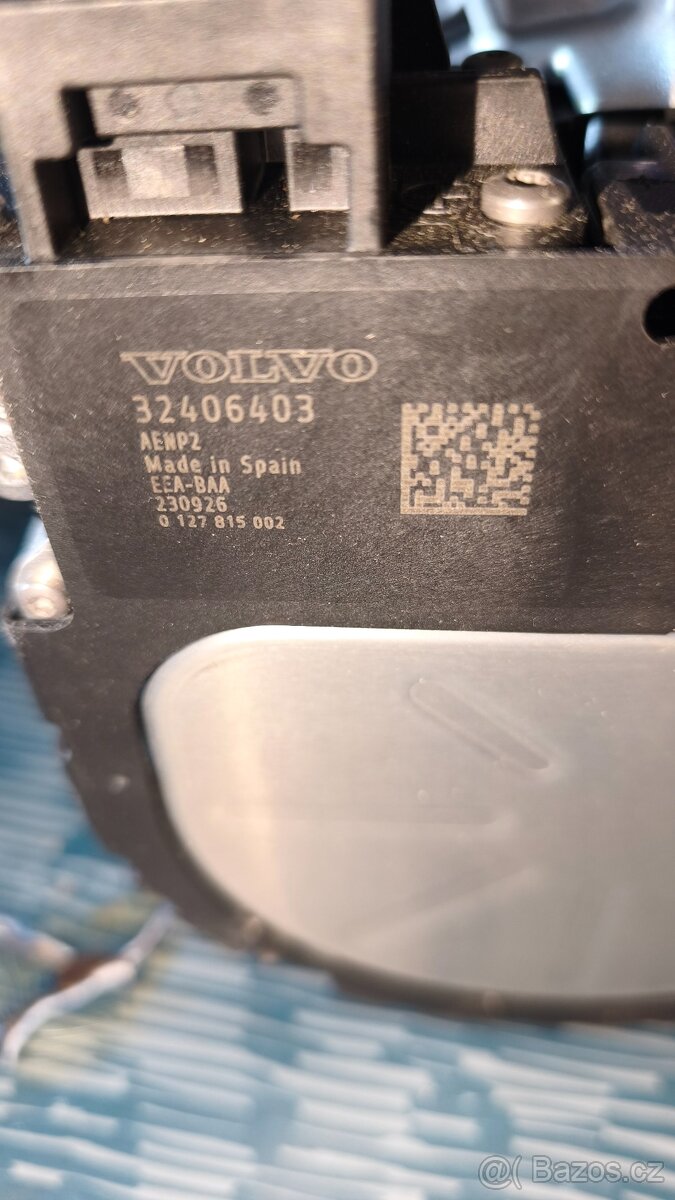 VOLVO
32406403
AENP2
Made in Spain
EEA-BAA
230926
0 127 815 002
@( Bazos.cz